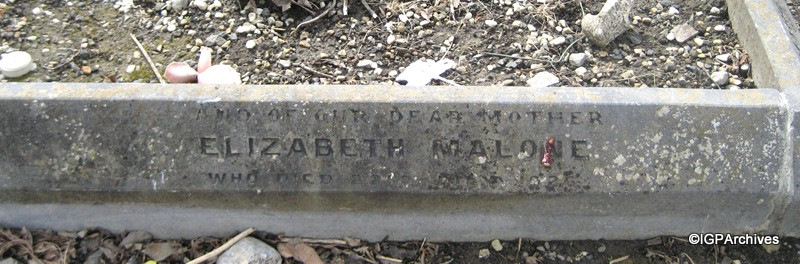 AND OF OUR DEAR MOTHER
ELIZABETH MALONE
WHO DIED
©IGPArchives